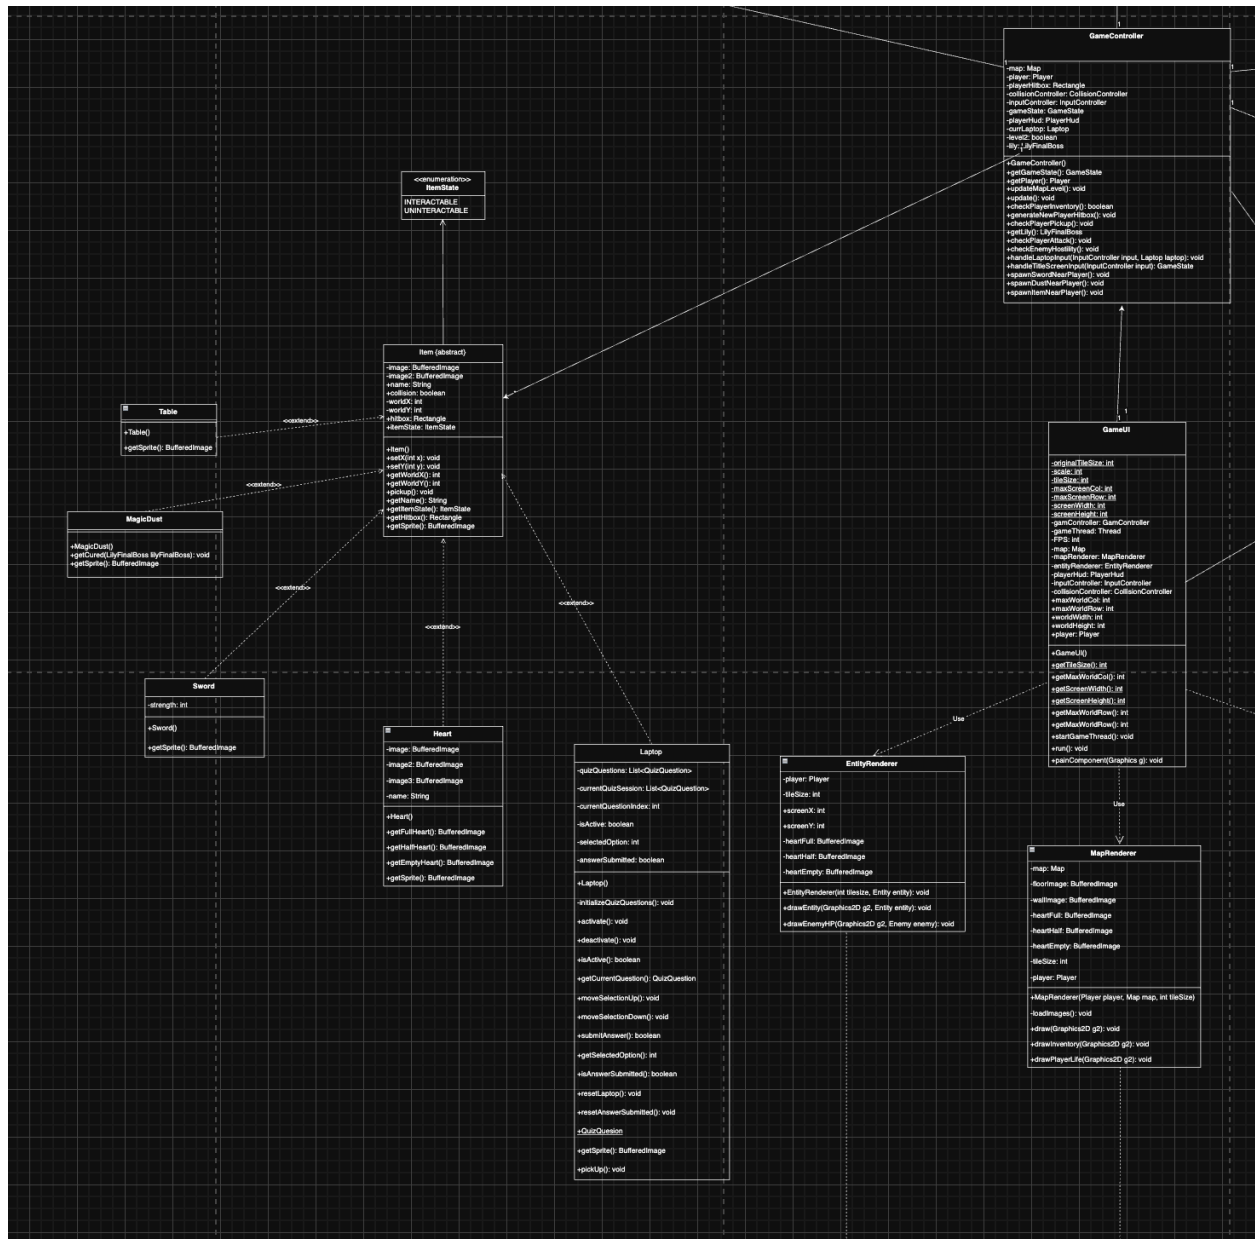 GameController
1
1
-map: Map
-player: Player
-playerHitbox: Rectangle
-collisionController: CollisionController
-inputController: InputController
-gameState: GameState
-playerHud: PlayerHud
-currLaptop: Laptop
-level2: boolean
-lily: LilyFinalBoss
1
1
1
+GameController()
+getGameState(): GameState
+getPlayer(): Player
+updateMapLevel(): void
+update(): void
+checkPlayerInventory(): boolean
+generateNewPlayerHitbox(): void
+checkPlayerPickup(): void
+getLily(): LilyFinalBoss
+checkPlayerAttack(): void
+checkEnemyHostility(): void
+handleLaptopInput(InputController input, Laptop laptop): void
+handleTitleScreenInput(InputController input): GameState
+spawnSwordNearPlayer(): void
+spawnDustNearPlayer(): void
+spawnItemNearPlayer(): void
<<enumeration>>
ItemState
INTERACTABLE
UNINTERACTABLE
Item {abstract}
-image: BufferedImage
-image2: BufferedImage
+name: String
+collision: boolean
-worldX: int
-worldY: int
+hitbox: Rectangle
+itemState: ItemState
*
+Item()
+setX(int x): void
+setY(int y): void
+getWorldX(): int
+getWorldY(): int
+pickup(): void
+getName(): String
+getItemState(): ItemState
+getHitbox(): Rectangle
+getSprite(): BufferedImage
Table
+Table()
+getSprite(): BufferedImage
<<extend>>
<<extend>>
MagicDust
+MagicDust()
+getCured(LilyFinalBoss lilyFinalBoss): void
+getSprite(): BufferedImage
<<extend>>
<<extend>>
<<extend>>
Sword
-strength: int
+Sword()
+getSprite(): BufferedImage
Heart
-image: BufferedImage
-image2: BufferedImage
-image3: BufferedImage
-name: String
+Heart()
+getFullHeart(): BufferedImage
+getHalfHeart(): BufferedImage
+getEmptyHeart(): BufferedImage
+getSprite(): BufferedImage
Laptop
-quizQuestions: List<QuizQuestion>
-currentQuizSession: List<QuizQuestion>
-currentQuestionIndex: int
-isActive: boolean
-selectedOption: int
-answerSubmitted: boolean
+Laptop()
-initializeQuizQuestions(): void
+activate(): void
+deactivate(): void
+isActive(): boolean
+getCurrentQuestion(): QuizQuestion
+moveSelectionUp(): void
+moveSelectionDown(): void
+submitAnswer(): boolean
+getSelectedOption(): int
+isAnswerSubmitted(): boolean
+resetLaptop(): void
+resetAnswerSubmitted(): void
+QuizQuesion
+getSprite(): BufferedImage
+pickUp(): void
1
1
GameUI
-originalTileSize: int
-scale: int
-tileSize: int
-maxScreenCol: int
-maxScreenRow: int
-screenWidth: int
-screenHeight: int
-gamController: GamController
-gameThread: Thread
-FPS: int
-map: Map
-mapRenderer: MapRenderer
-entityRenderer: EntityRenderer
-playerHud: PlayerHud
-inputController: InputController
-collisionController: CollisionController
+maxWorldCol: int
+maxWorldRow: int
+worldWidth: int
+worldHeight: int
+player: Player
+GameUI()
+getTileSize(): int
+getMaxWorldCol(): int
+getScreenWidth(): int
+getScreenHeight(): int
+getMaxWorldRow(): int
+getMaxWorldRow(): int
+startGameThread(): void
+run(): void
+painComponent(Graphics g): void
Use
Use
EntityRenderer
-player: Player
-tileSize: int
+screenX: int
+screenY: int
-heartFull: BufferedImage
-heartHalf: BufferedImage
-heartEmpty: BufferedImage
+EntityRenderer(int tilesize, Entity entity): void
+drawEntity(Graphics2D g2, Entity entity): void
+drawEnemyHP(Graphics2D g2, Enemy enemy): void
MapRenderer
-map: Map
-floorImage: BufferedImage
-wallImage: BufferedImage
-heartFull: BufferedImage
-heartHalf: BufferedImage
-heartEmpty: BufferedImage
-tileSize: int
-player: Player
+MapRenderer(Player player, Map map, int tileSize)
-loadImages(): void
+draw(Graphics2D g2): void
+drawInventory(Graphics2D g2): void
+drawPlayerLife(Graphics2D g2): void